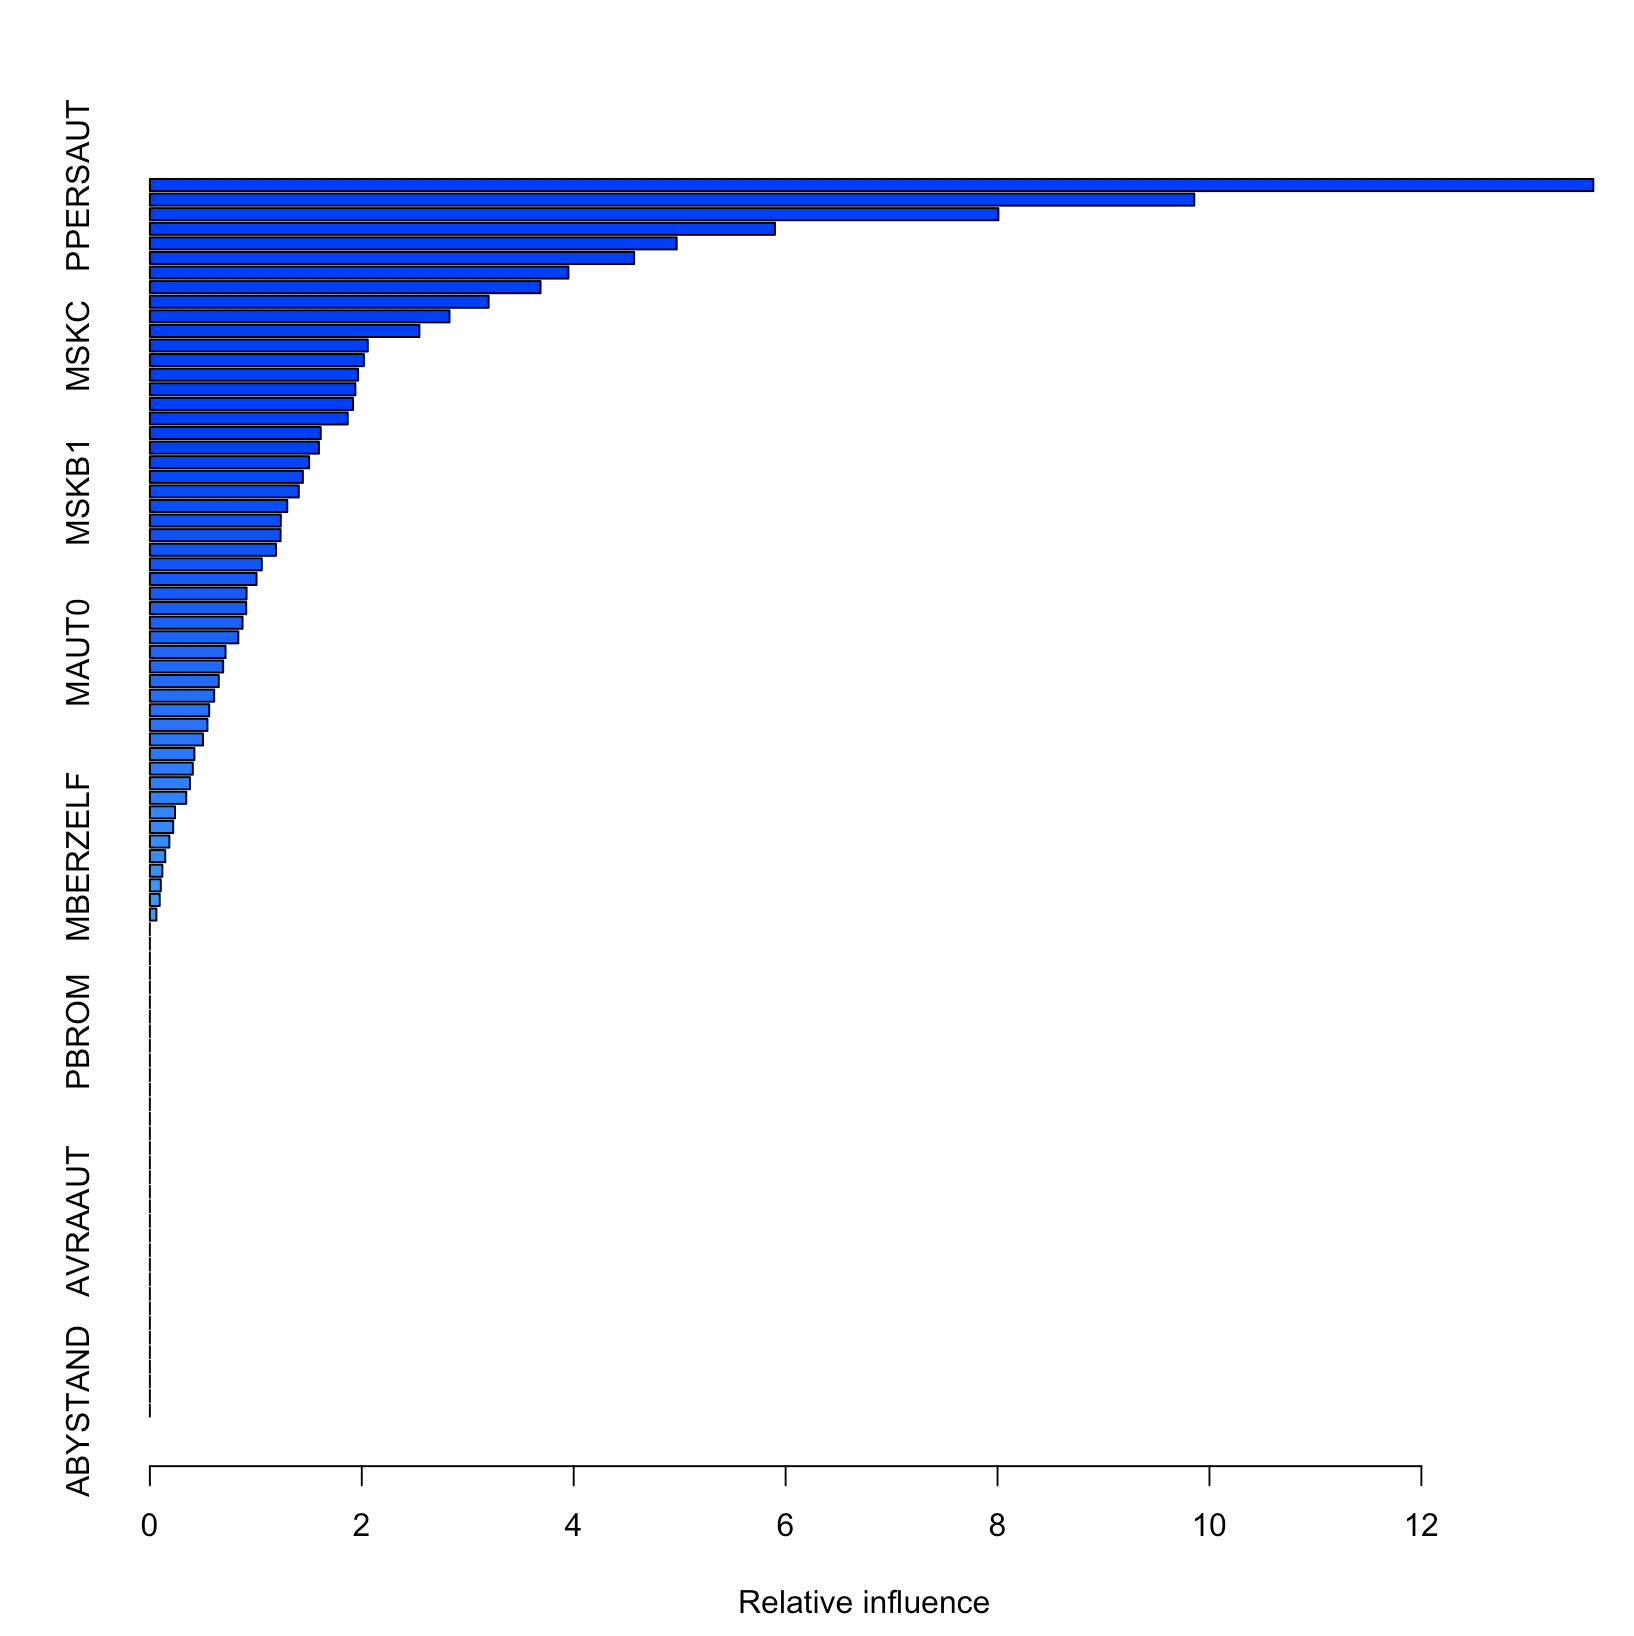 PPERSAUT
MSKC
MSKB1
MAUT0
MBERZELF
PBROM
AVRAAUT
ABYSTAND
0 2 4 6 8 10 12
Relative influence